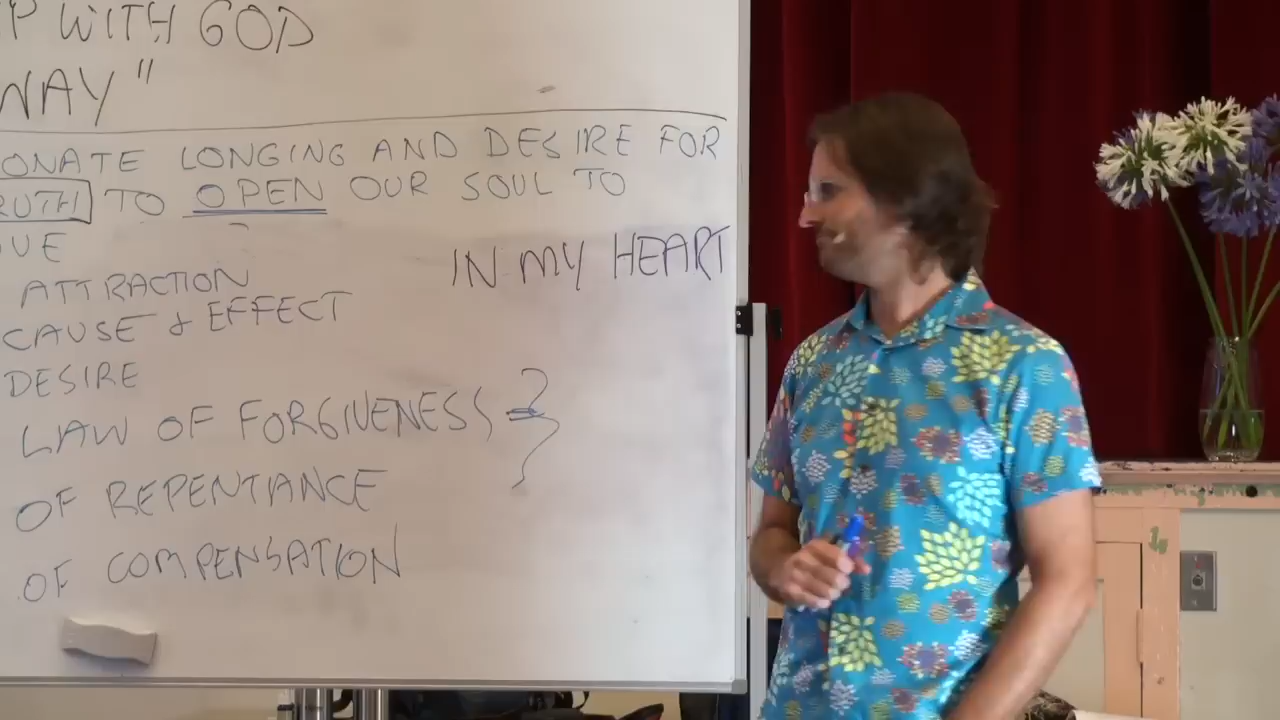 P WITH GOD
WAY"
ONATE LONGING AND DESIRE FOR
RUTH TO OPEN OUR SOUL TO
OVE
IN MY HEART
ATTRACTION
CAUSE & EFFECT
DESIRE
LAW OF FORGIVENESS
OF REPENTANCE
OF COMPENSATION